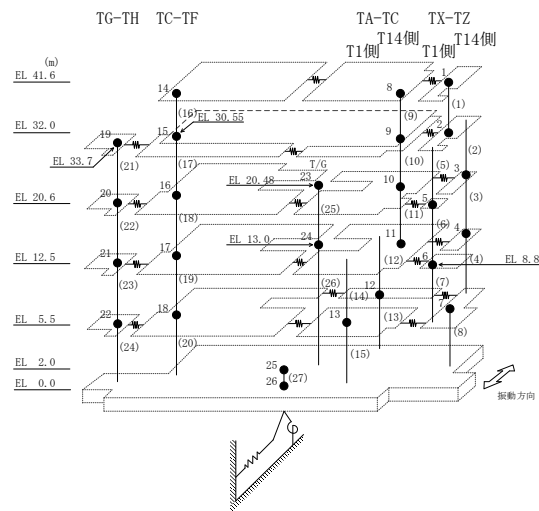 TG-TH TC-TF TA-TC TX-TZ
T14側 T14側
T1側 T1側
(m)
EL 41.6
14 8 1
(16) EL 30.55 (9) (1)
EL 32.0
19 15 9 2
EL 33.7 (21) (17) (10) (2)
T/G
EL 20.48 23 (5) 3
16 10 (3)
EL 20.6
20 (22) (18) (25) (11) 5
EL 13.0 24 11 (6) 4
EL 12.5
21 17 (12) 6 (4) EL 8.8
(23) (19) (26) (14) 12 (7)
EL 5.5
22 18 13 (13) 7
(24) (20) (15) (8)
EL 2.0
25
EL 0.0
26 (27)
振動方向